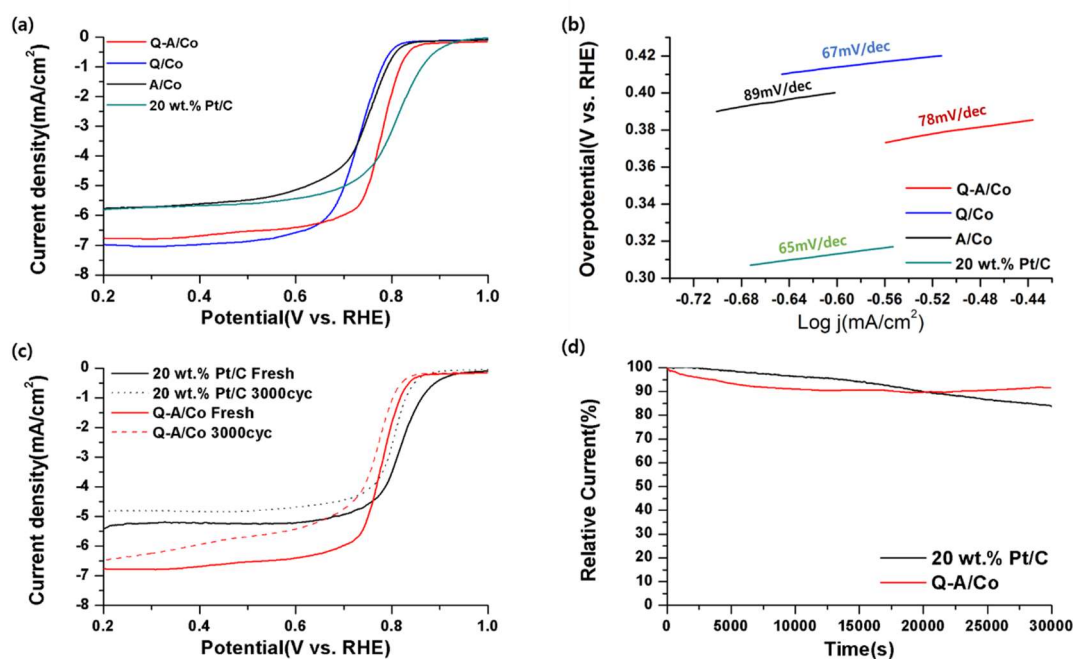 (a)
0
-1
-2
-3
-4
-5
-6
-7
-8
Current density(mA/cm²)
Q-A/Co
Q/Co
A/Co
20 wt.% Pt/C
0.2 0.4 0.6 0.8 1.0
Potential(V vs. RHE)
(b)
0.42
0.40
0.38
0.36
0.34
0.32
0.30
Overpotential(V vs. RHE)
67mV/dec
89mV/dec
78mV/dec
65mV/dec
Q-A/Co
Q/Co
A/Co
20 wt.% Pt/C
-0.72 -0.68 -0.64 -0.60 -0.56 -0.52 -0.48 -0.44
Log j(mA/cm²)
(c)
0
-1
-2
-3
-4
-5
-6
-7
-8
Current density(mA/cm²)
20 wt.% Pt/C Fresh
20 wt.% Pt/C 3000cyc
Q-A/Co Fresh
Q-A/Co 3000cyc
0.2 0.4 0.6 0.8 1.0
Potential(V vs. RHE)
(d)
100
90
80
70
60
50
40
30
20
10
0
Relative Current(%)
20 wt.% Pt/C
Q-A/Co
0 5000 10000 15000 20000 25000 30000
Time(s)